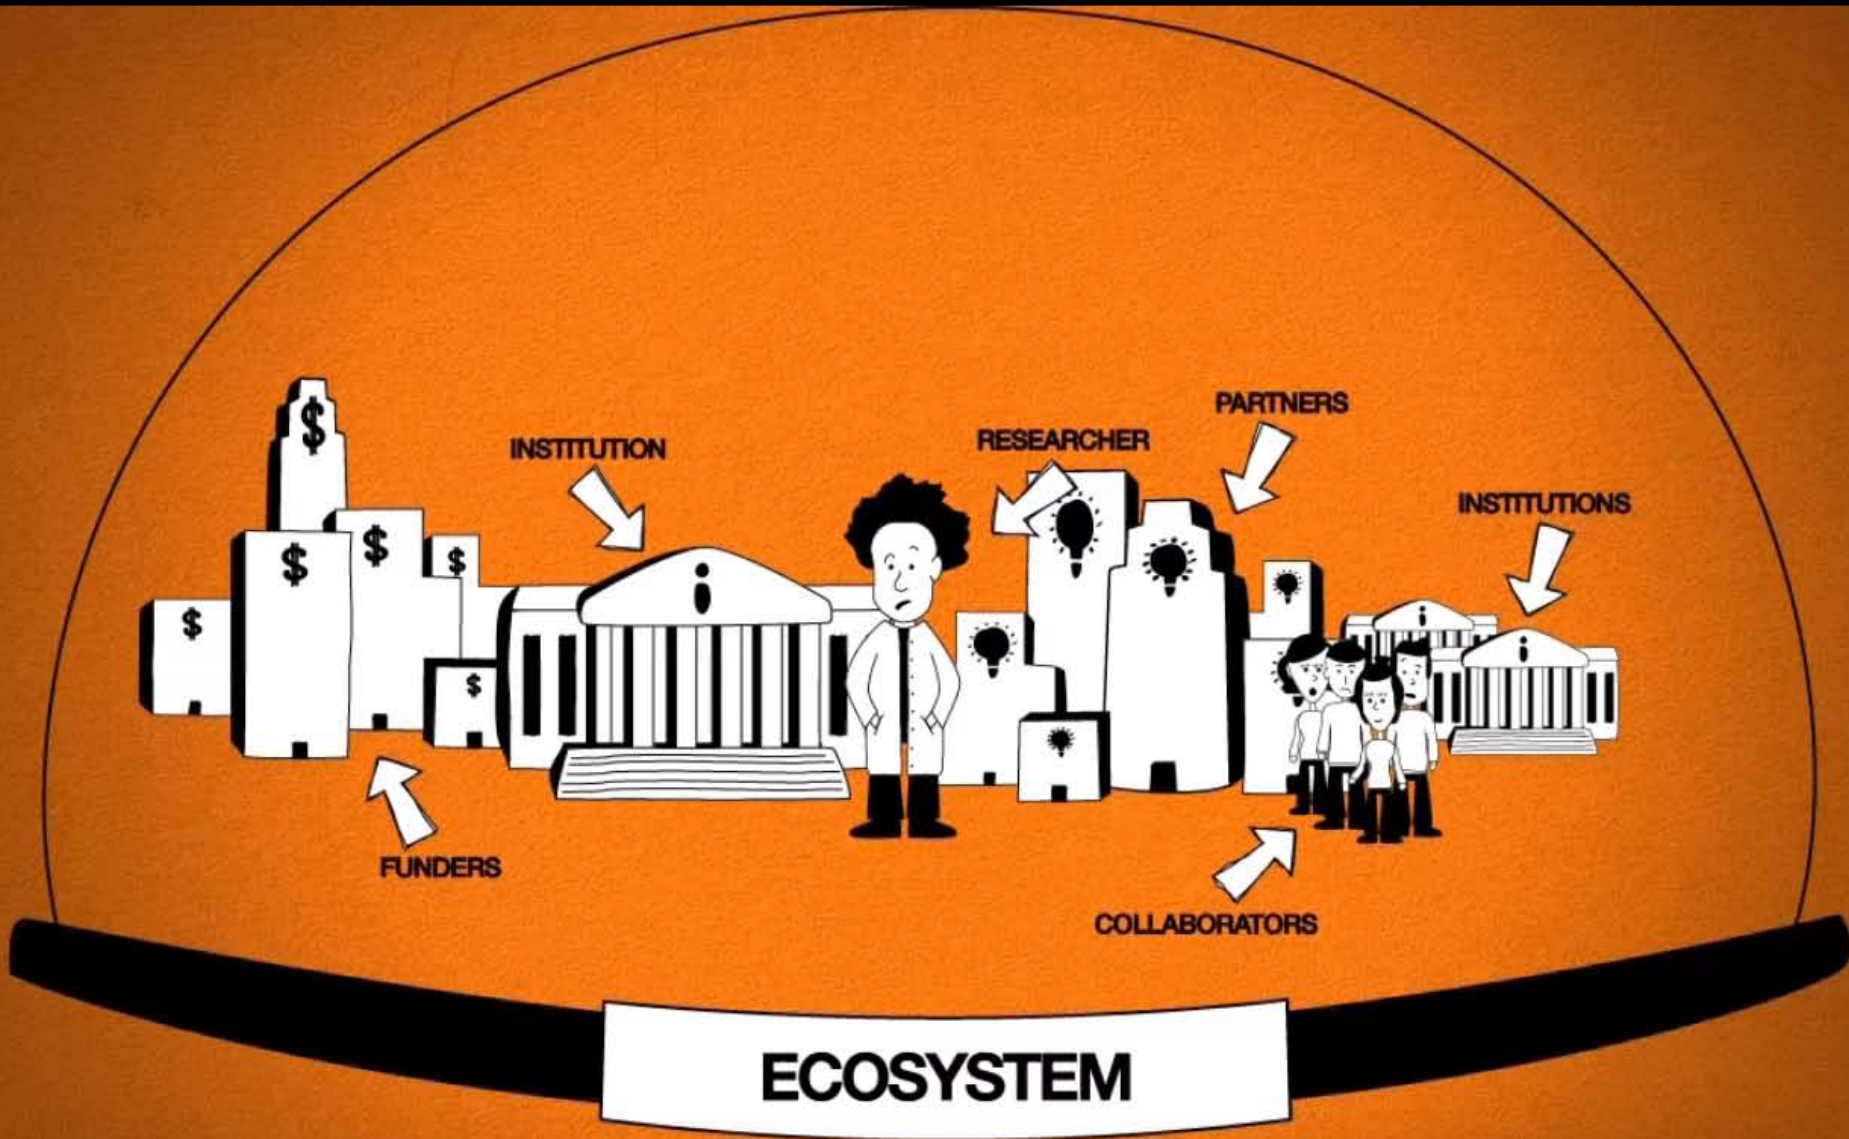 PARTNERS
RESEARCHER
INSTITUTION
INSTITUTIONS
$
$
$
$
$
$
i
i
i
FUNDERS
COLLABORATORS
ECOSYSTEM